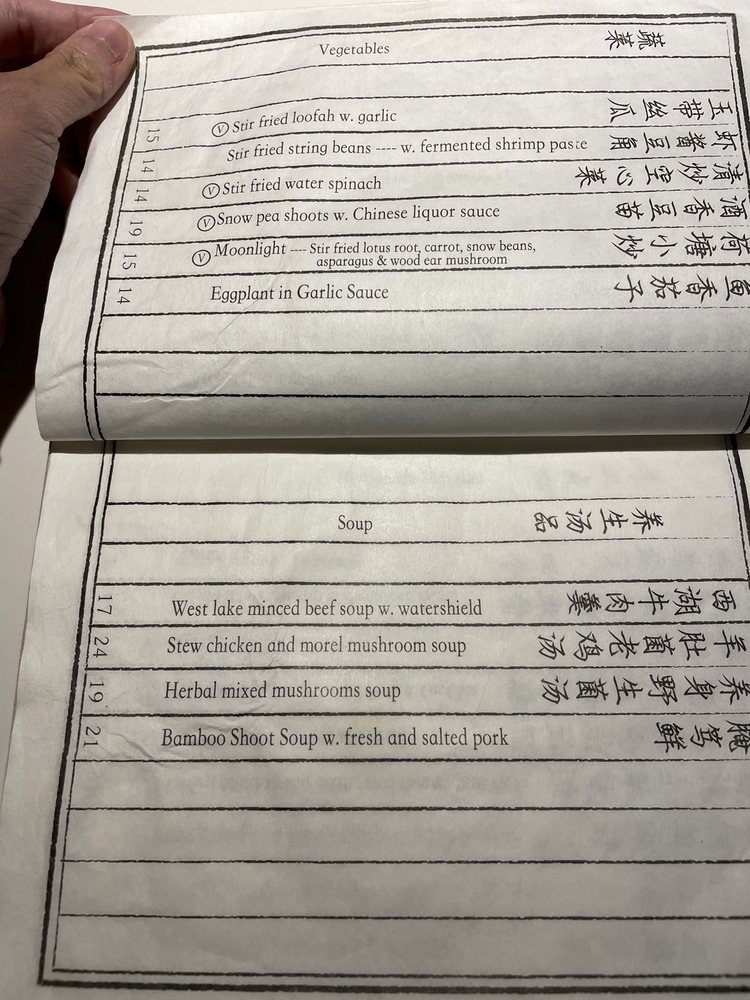 Vegetables 蔬菜
15 Ⓥ Stir fried loofah w. garlic 玉带丝瓜
14 Stir fried string beans ---- w. fermented shrimp paste 虾酱豆角
14 Ⓥ Stir fried water spinach 清炒空心菜
19 Ⓥ Snow pea shoots w. Chinese liquor sauce 酒香豆苗
15 Ⓥ Moonlight ---- Stir fried lotus root, carrot, snow beans, 荷塘小炒
asparagus & wood ear mushroom
14 Eggplant in Garlic Sauce 鱼香茄子
Soup 养生汤品
17 West lake minced beef soup w. watershield 西湖牛肉羹
24 Stew chicken and morel mushroom soup 羊肚菌老鸡汤
19 Herbal mixed mushrooms soup 养身野生菌汤
21 Bamboo Shoot Soup w. fresh and salted pork 腌笃鲜